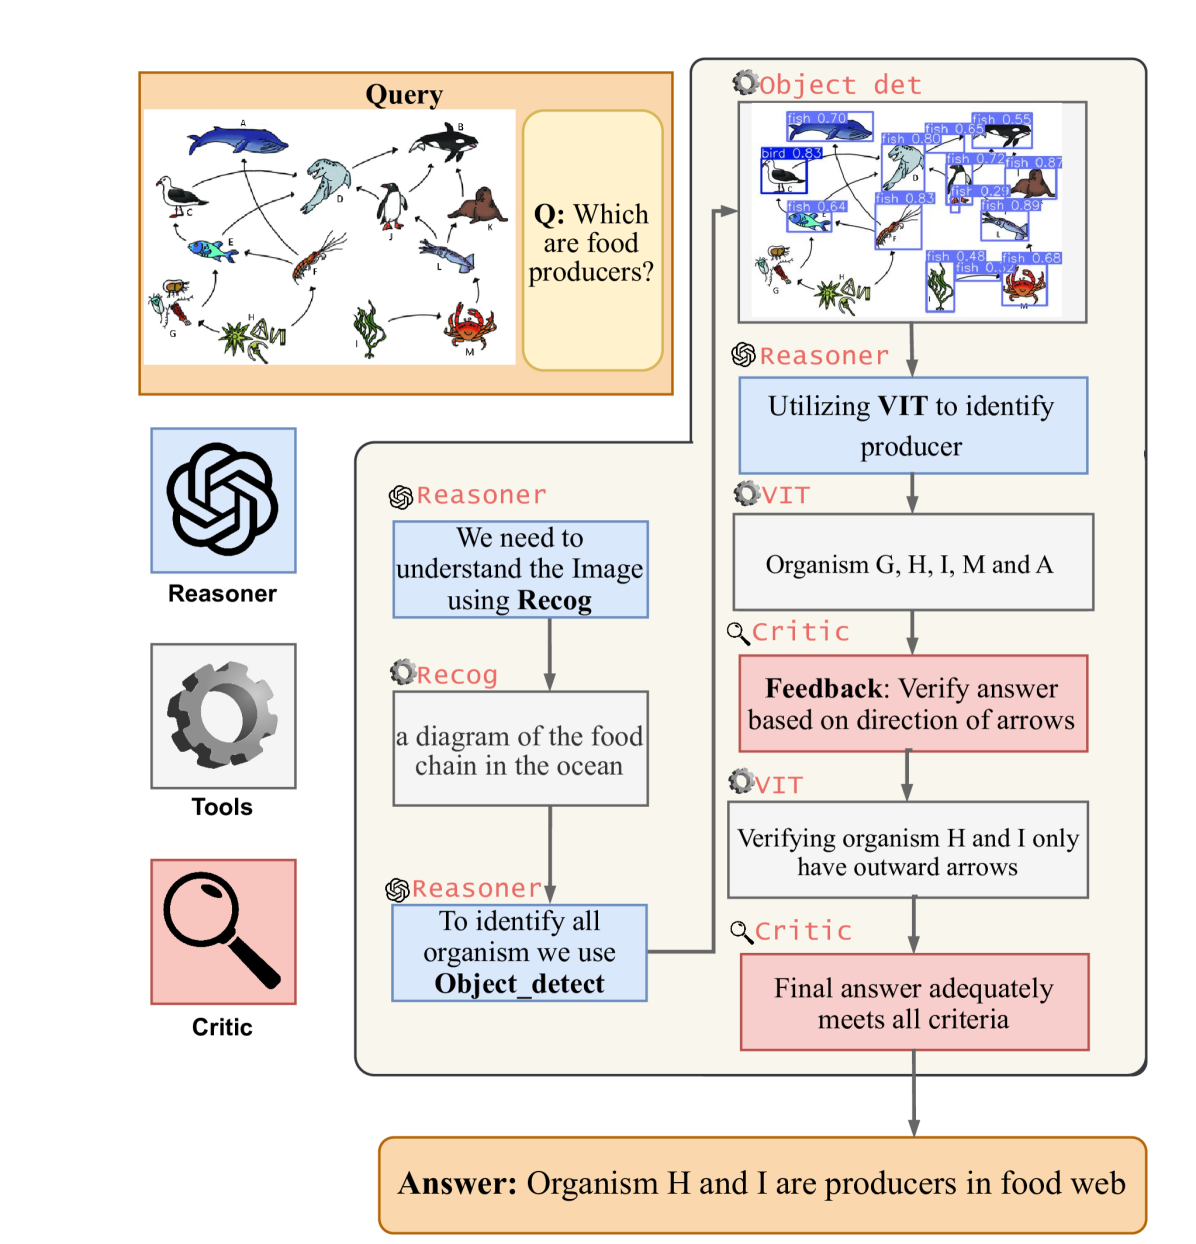 Query
A
B
C
D
E
F
G
H
I
J
K
L
M
Q: Which
are food
producers?
Reasoner
Tools
Critic
Reasoner
We need to
understand the Image
using Recog
Recog
a diagram of the food
chain in the ocean
Reasoner
To identify all
organism we use
Object_detect
Object det
fish 0.70
fish 0.55
fish 0.65
fish 0.80
bird 0.83
fish 0.72
fish 0.87
fish 0.29
fish 0.64
fish 0.83
fish 0.89
fish 0.48
fish 0.68
C
D
F
G
H
I
L
M
Reasoner
Utilizing VIT to identify
producer
VIT
Organism G, H, I, M and A
Critic
Feedback: Verify answer
based on direction of arrows
VIT
Verifying organism H and I only
have outward arrows
Critic
Final answer adequately
meets all criteria
Answer: Organism H and I are producers in food web